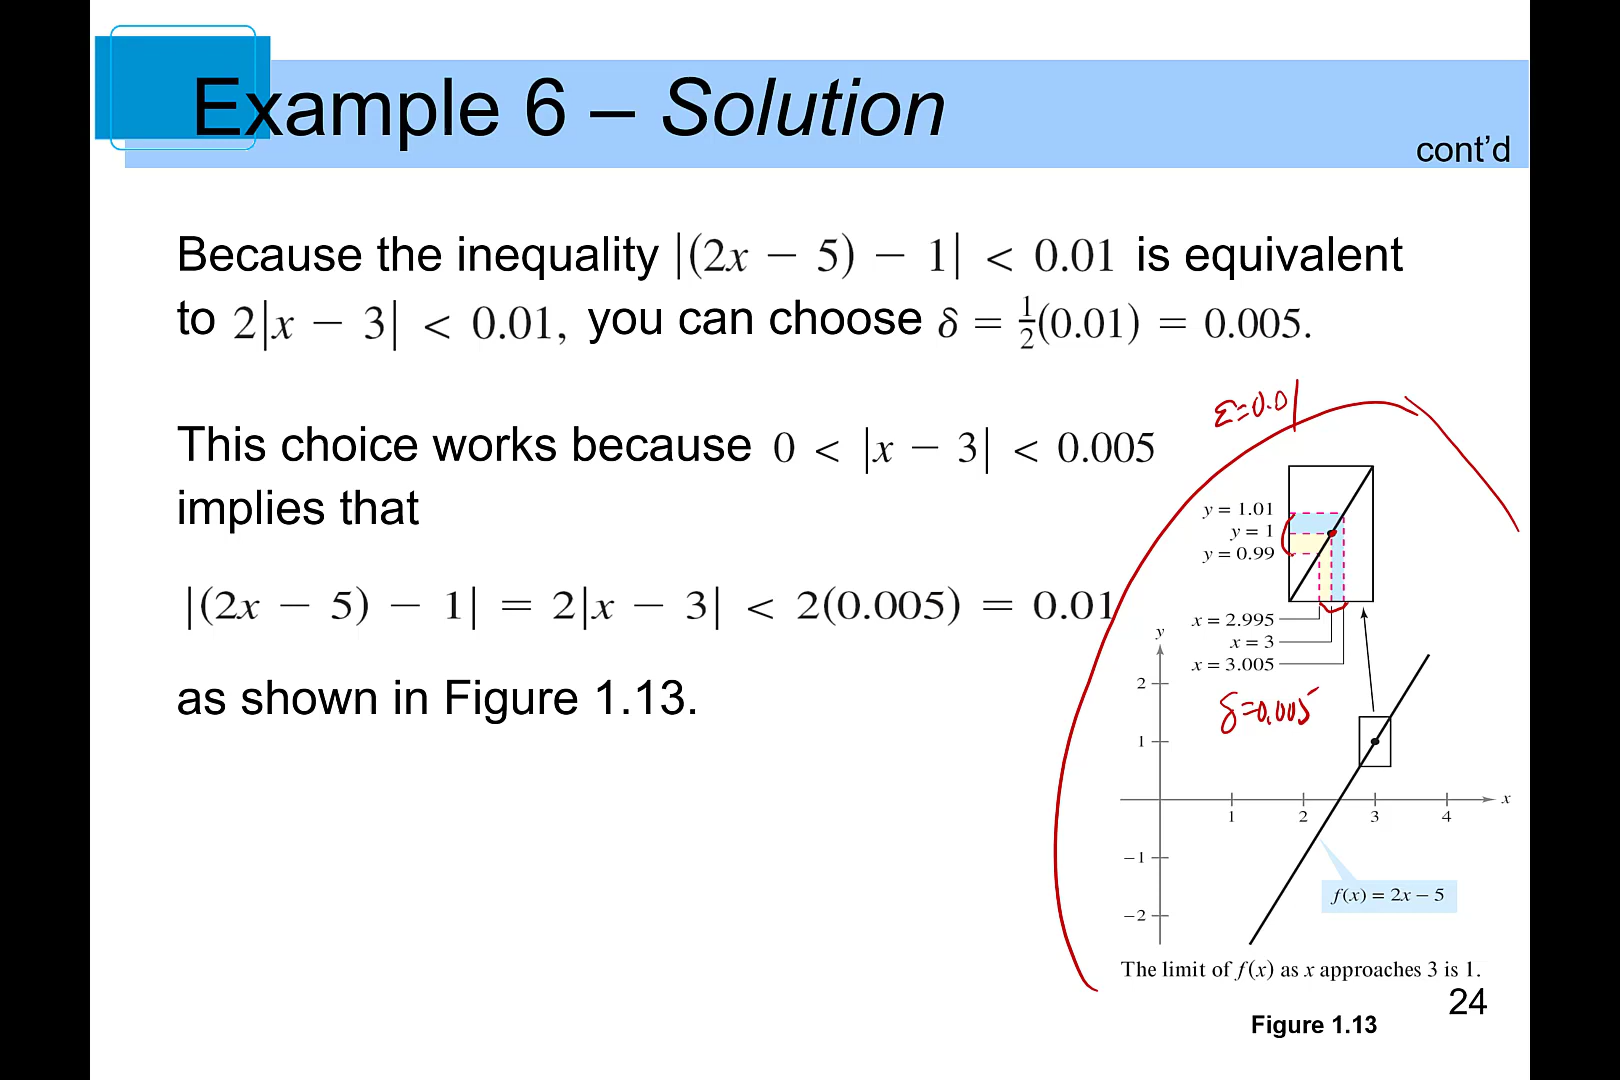 Example 6 – Solution
cont'd
Because the inequality |(2x − 5) − 1| < 0.01 is equivalent
to 2|x − 3| < 0.01, you can choose δ = ½(0.01) = 0.005.
This choice works because 0 < |x − 3| < 0.005
implies that
|(2x − 5) − 1| = 2|x − 3| < 2(0.005) = 0.01
as shown in Figure 1.13.
ε=0.01
y = 1.01
y = 1
y = 0.99
x = 2.995
x = 3
x = 3.005
δ=0.005
y
2
1
x
1 2 3 4
−1
−2
f(x) = 2x − 5
The limit of f(x) as x approaches 3 is 1.
24
Figure 1.13